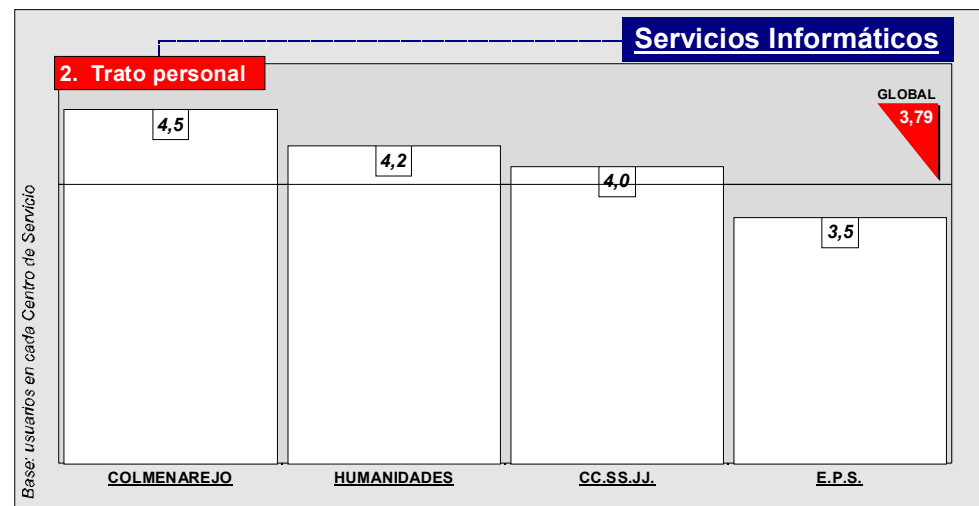 Servicios Informáticos
2. Trato personal
GLOBAL
3,79
4,5
4,2
4,0
3,5
Base: usuarios en cada Centro de Servicio
COLMENAREJO
HUMANIDADES
CC.SS.JJ.
E.P.S.